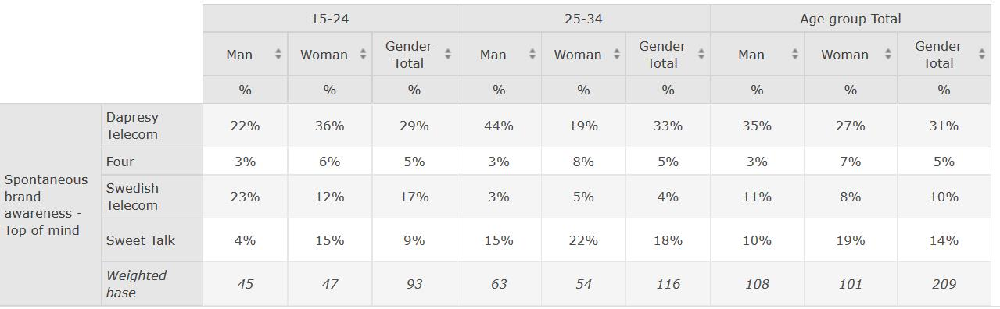 15-24 25-34 Age group Total
Man Woman Gender Total Man Woman Gender Total Man Woman Gender Total
% % % % % % % % %
Spontaneous brand awareness - Top of mind
Dapresy Telecom 22% 36% 29% 44% 19% 33% 35% 27% 31%
Four 3% 6% 5% 3% 8% 5% 3% 7% 5%
Swedish Telecom 23% 12% 17% 3% 5% 4% 11% 8% 10%
Sweet Talk 4% 15% 9% 15% 22% 18% 10% 19% 14%
Weighted base 45 47 93 63 54 116 108 101 209